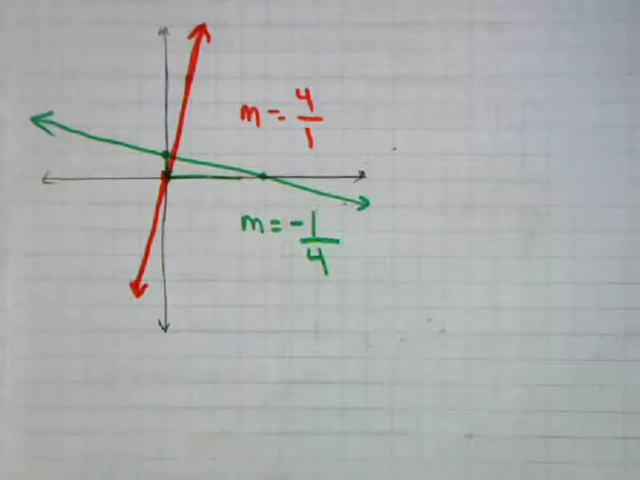 m = 4/1
m = -1/4